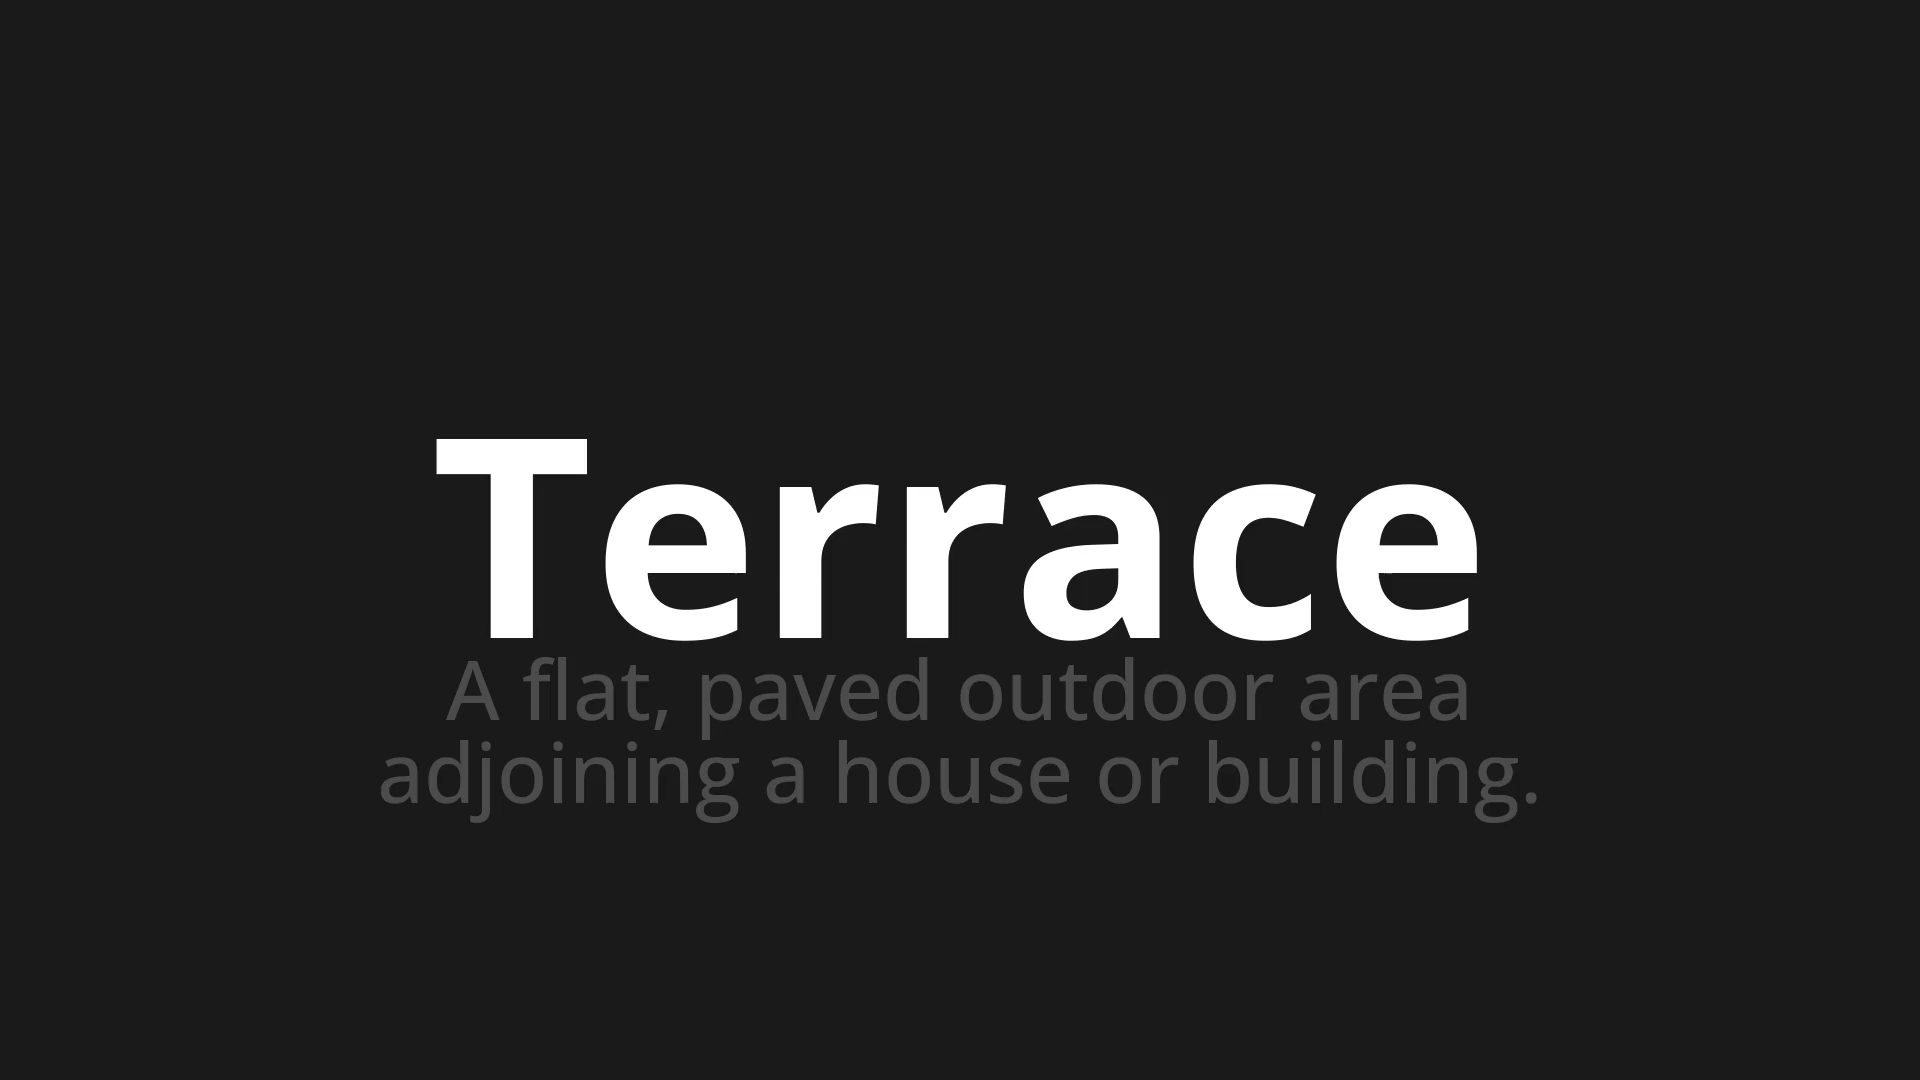 Terrace
A flat, paved outdoor area
adjoining a house or building.